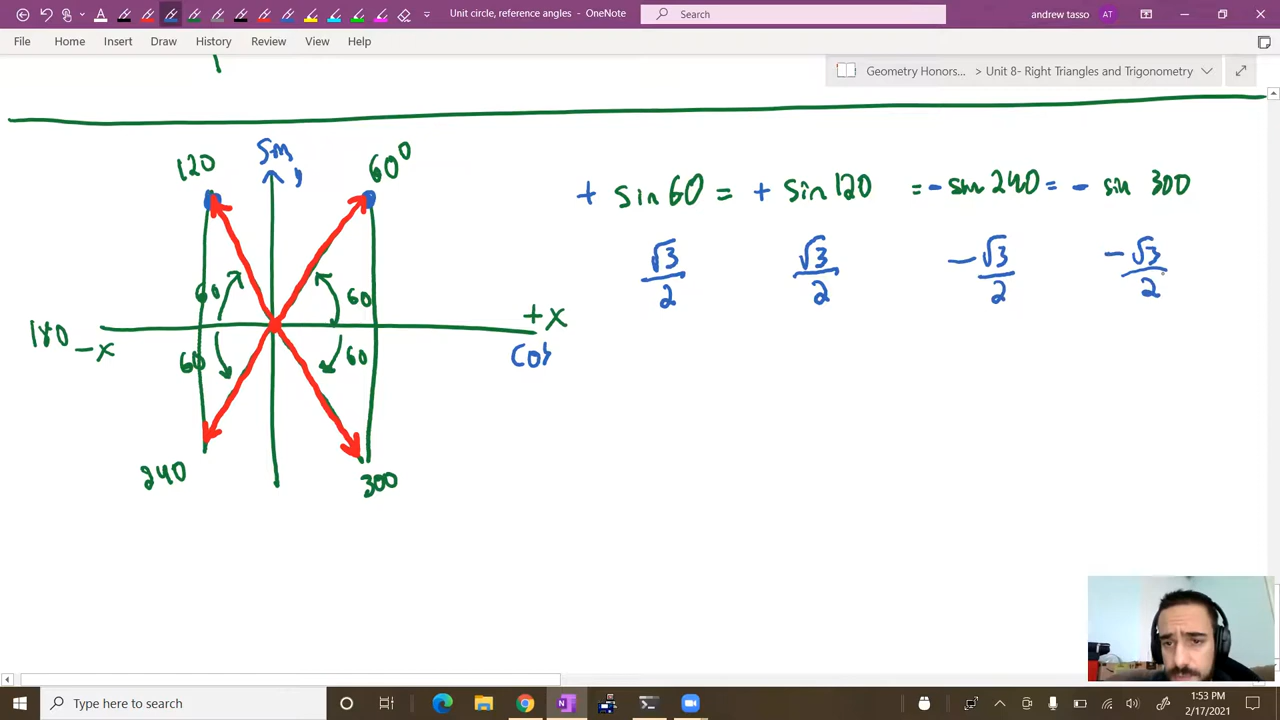 Unit circle, reference angles - OneNote
Search
andrew tasso
AT
File Home Insert Draw History Review View Help
Geometry Honors... > Unit 8- Right Triangles and Trigonometry
120
Sin
60°
+ sin 60 = + sin 120 = - sin 240 = - sin 300
√3/2 √3/2 -√3/2 -√3/2
60 60
180 -x
+x
60 60
Cos
240
300
Type here to search
1:53 PM
2/17/2021